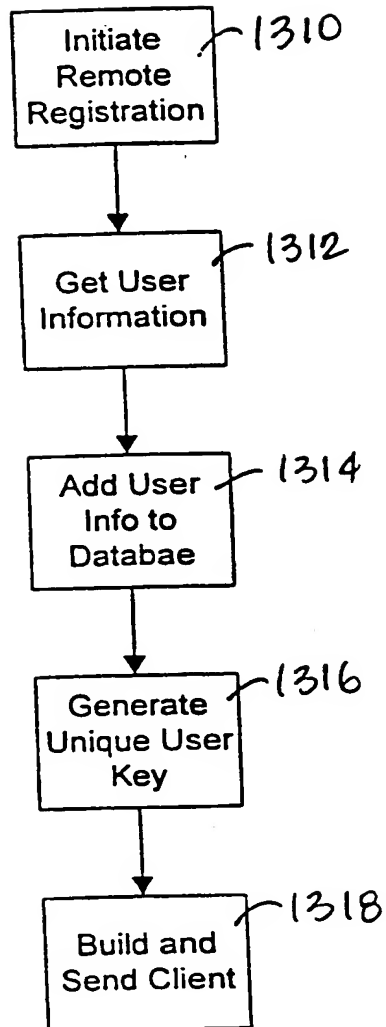 Initiate
Remote
Registration
1310
Get User
Information
1312
Add User
Info to
Databae
1314
Generate
Unique User
Key
1316
Build and
Send Client
1318